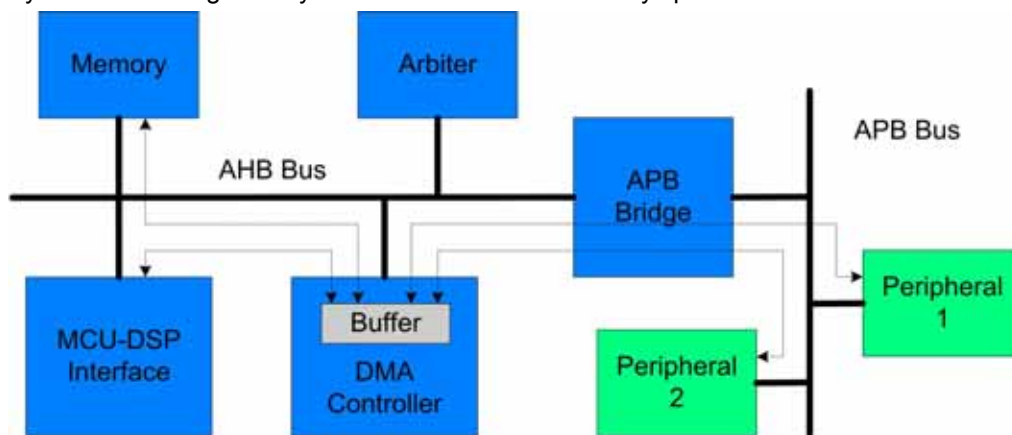 Memory
Arbiter
AHB Bus
APB
Bridge
APB Bus
MCU-DSP
Interface
Buffer
DMA
Controller
Peripheral
2
Peripheral
1